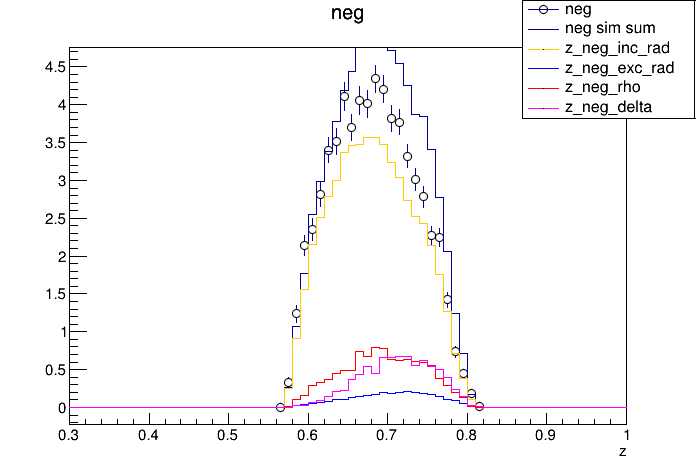 neg
neg
neg sim sum
z_neg_inc_rad
z_neg_exc_rad
z_neg_rho
z_neg_delta
4.5
4
3.5
3
2.5
2
1.5
1
0.5
0
0.3 0.4 0.5 0.6 0.7 0.8 0.9 1
z